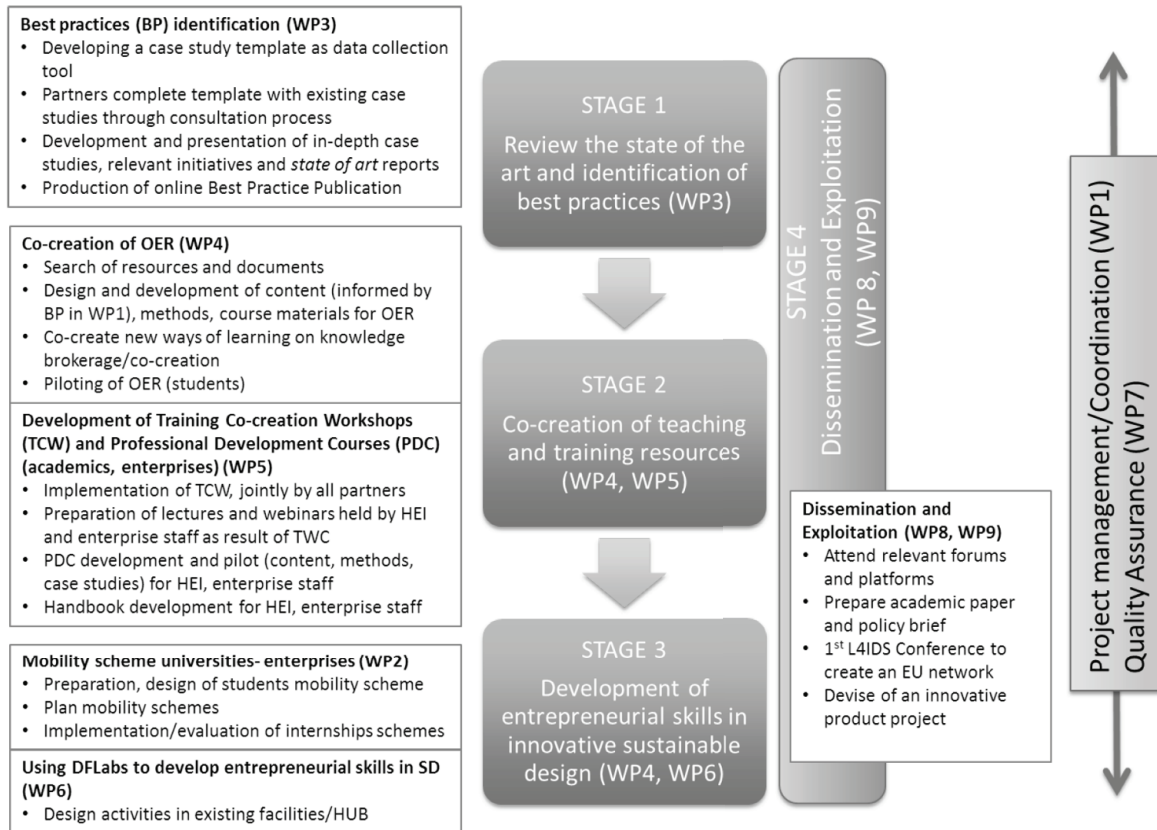 Best practices (BP) identification (WP3)
• Developing a case study template as data collection
tool
• Partners complete template with existing case
studies through consultation process
• Development and presentation of in-depth case
studies, relevant initiatives and state of art reports
• Production of online Best Practice Publication
Co-creation of OER (WP4)
• Search of resources and documents
• Design and development of content (informed by
BP in WP1), methods, course materials for OER
• Co-create new ways of learning on knowledge
brokerage/co-creation
• Piloting of OER (students)
Development of Training Co-creation Workshops
(TCW) and Professional Development Courses (PDC)
(academics, enterprises) (WP5)
• Implementation of TCW, jointly by all partners
• Preparation of lectures and webinars held by HEI
and enterprise staff as result of TWC
• PDC development and pilot (content, methods,
case studies) for HEI, enterprise staff
• Handbook development for HEI, enterprise staff
Mobility scheme universities- enterprises (WP2)
• Preparation, design of students mobility scheme
• Plan mobility schemes
• Implementation/evaluation of internships schemes
Using DFLabs to develop entrepreneurial skills in SD
(WP6)
• Design activities in existing facilities/HUB
STAGE 1
Review the state of the
art and identification of
best practices (WP3)
STAGE 2
Co-creation of teaching
and training resources
(WP4, WP5)
STAGE 3
Development of
entrepreneurial skills in
innovative sustainable
design (WP4, WP6)
STAGE 4
Dissemination and Exploitation
(WP 8, WP9)
Dissemination and
Exploitation (WP8, WP9)
• Attend relevant forums
and platforms
• Prepare academic paper
and policy brief
• 1st L4IDS Conference to
create an EU network
• Devise of an innovative
product project
Project management/Coordination (WP1)
Quality Assurance (WP7)